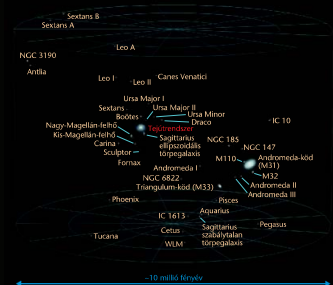 Sextans B
Sextans A
Leo A
NGC 3190
Antlia
Leo I
Leo II
Canes Venatici
Ursa Major I
Ursa Major II
Sextans
Ursa Minor
Boötes
Draco
IC 10
Nagy-Magellán-felhő
Tejútrendszer
Kis-Magellán-felhő
Sagittarius
ellipszoidális
törpegalaxis
Carina
NGC 185
NGC 147
Sculptor
M110
Andromeda-köd
(M31)
Fornax
Andromeda I
M32
NGC 6822
Andromeda II
Triangulum-köd (M33)
Andromeda III
Phoenix
Pisces
Aquarius
IC 1613
Pegasus
Cetus
Sagittarius
szabálytalan
törpegalaxis
Tucana
WLM
~10 millió fényév